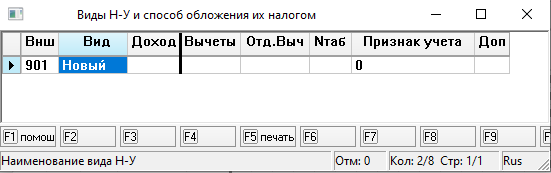 Виды Н-У и способ обложения их налогом
Внш Вид Доход Вычеты Отд.Выч Nтаб Признак учета Доп
901 Новый 0
F1 помощ F2 F3 F4 F5 печать F6 F7 F8 F9
Наименование вида Н-У Отм: 0 Кол: 2/8 Стр: 1/1 Rus